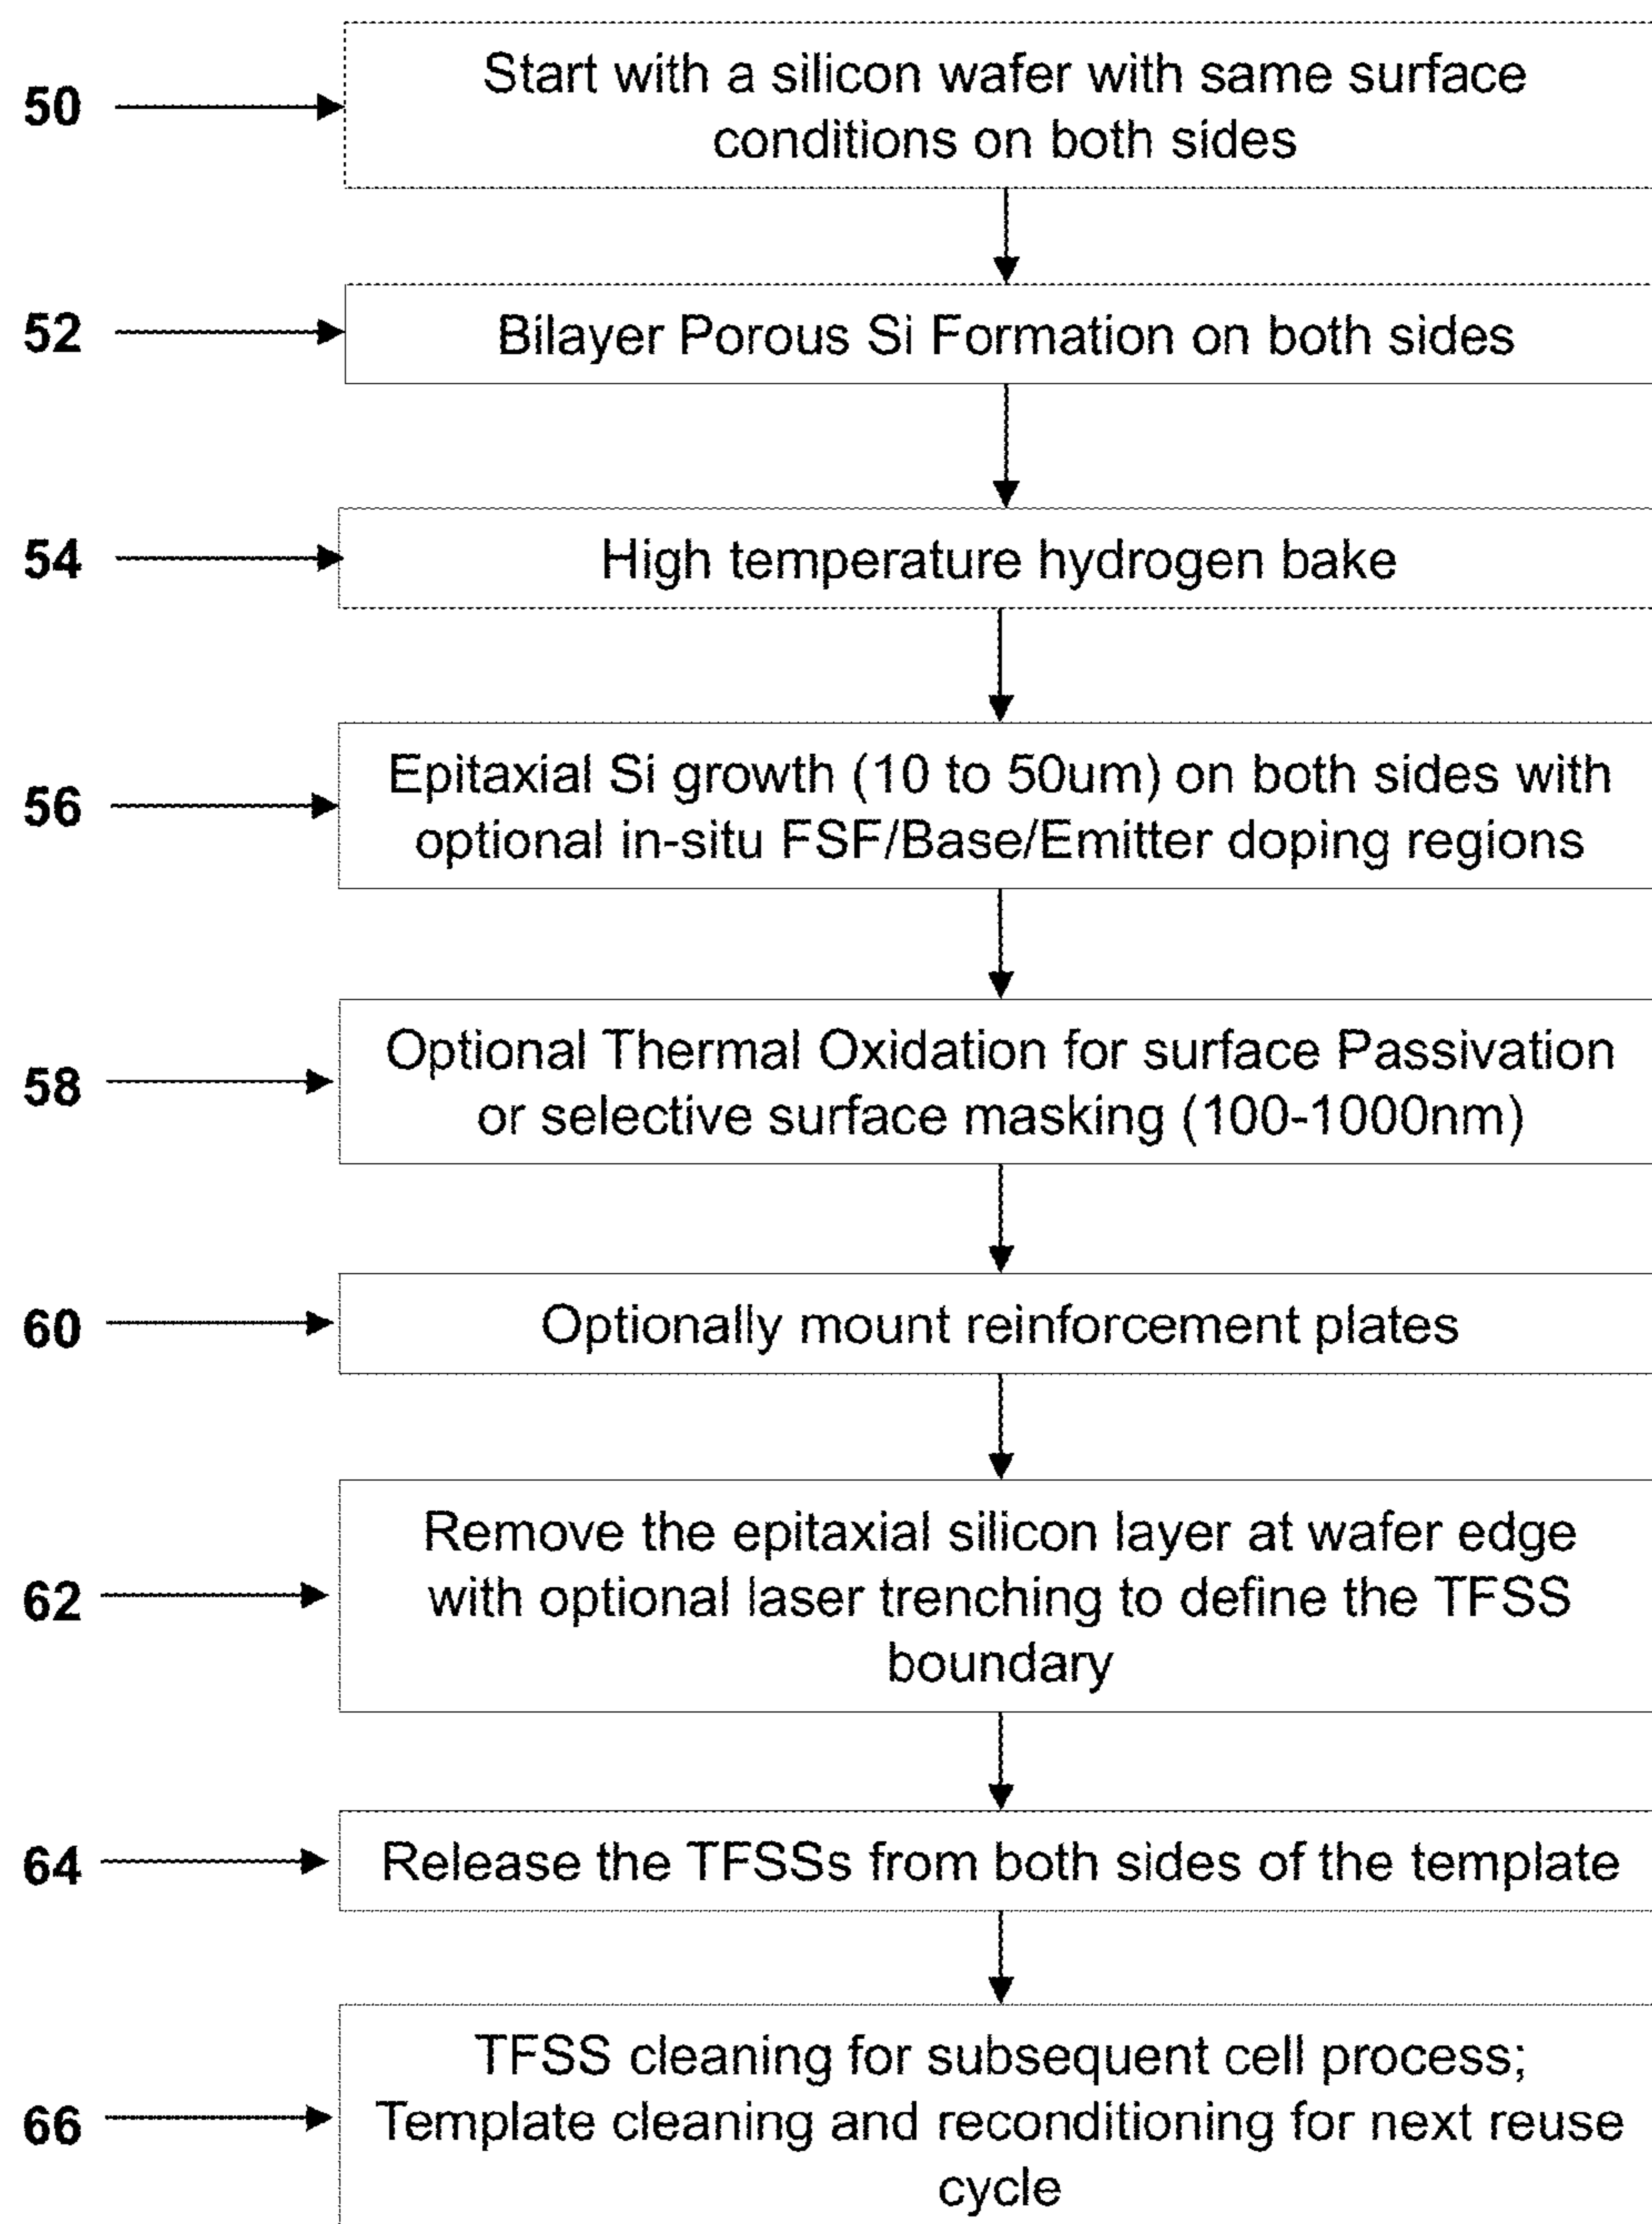 50
Start with a silicon wafer with same surface
conditions on both sides
52
Bilayer Porous Si Formation on both sides
54
High temperature hydrogen bake
56
Epitaxial Si growth (10 to 50um) on both sides with
optional in-situ FSF/Base/Emitter doping regions
58
Optional Thermal Oxidation for surface Passivation
or selective surface masking (100-1000nm)
60
Optionally mount reinforcement plates
62
Remove the epitaxial silicon layer at wafer edge
with optional laser trenching to define the TFSS
boundary
64
Release the TFSSs from both sides of the template
66
TFSS cleaning for subsequent cell process;
Template cleaning and reconditioning for next reuse
cycle